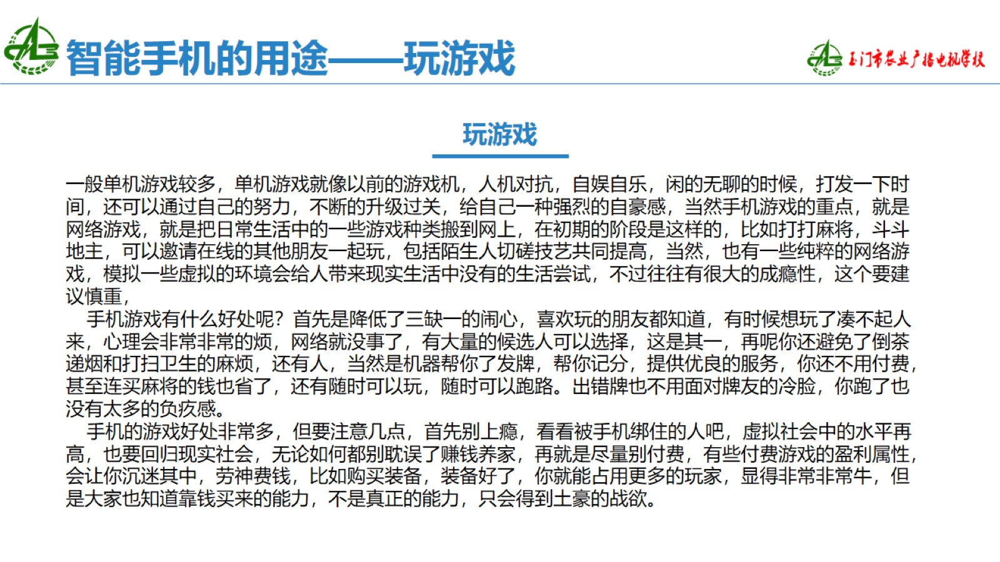 智能手机的用途——玩游戏
玉门市农业广播电视学校
玩游戏
一般单机游戏较多，单机游戏就像以前的游戏机，人机对抗，自娱自乐，闲的无聊的时候，打发一下时
间，还可以通过自己的努力，不断的升级过关，给自己一种强烈的自豪感，当然手机游戏的重点，就是
网络游戏，就是把日常生活中的一些游戏种类搬到网上，在初期的阶段是这样的，比如打打麻将，斗斗
地主，可以邀请在线的其他朋友一起玩，包括陌生人切磋技艺共同提高，当然，也有一些纯粹的网络游
戏，模拟一些虚拟的环境会给人带来现实生活中没有的生活尝试，不过往往有很大的成瘾性，这个要建
议慎重，
手机游戏有什么好处呢？首先是降低了三缺一的闹心，喜欢玩的朋友都知道，有时候想玩了凑不起人
来，心理会非常非常的烦，网络就没事了，有大量的候选人可以选择，这是其一，再呢你还避免了倒茶
递烟和打扫卫生的麻烦，还有人，当然是机器帮你了发牌，帮你记分，提供优良的服务，你还不用付费，
甚至连买麻将的钱也省了，还有随时可以玩，随时可以跑路。出错牌也不用面对牌友的冷脸，你跑了也
没有太多的负疚感。
手机的游戏好处非常多，但要注意几点，首先别上瘾，看看被手机绑住的人吧，虚拟社会中的水平再
高，也要回归现实社会，无论如何都别耽误了赚钱养家，再就是尽量别付费，有些付费游戏的盈利属性，
会让你沉迷其中，劳神费钱，比如购买装备，装备好了，你就能占用更多的玩家，显得非常非常牛，但
是大家也知道靠钱买来的能力，不是真正的能力，只会得到土豪的战欲。